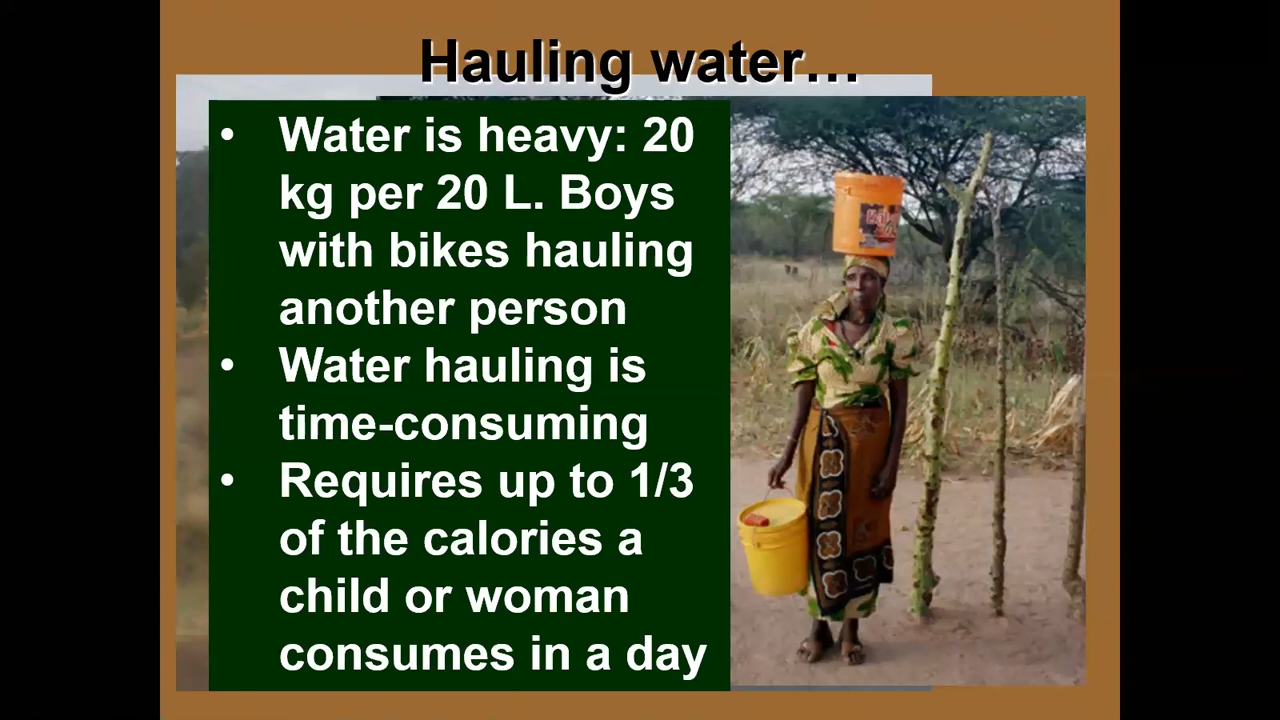 Hauling water…
• Water is heavy: 20
kg per 20 L. Boys
with bikes hauling
another person
• Water hauling is
time-consuming
• Requires up to 1/3
of the calories a
child or woman
consumes in a day